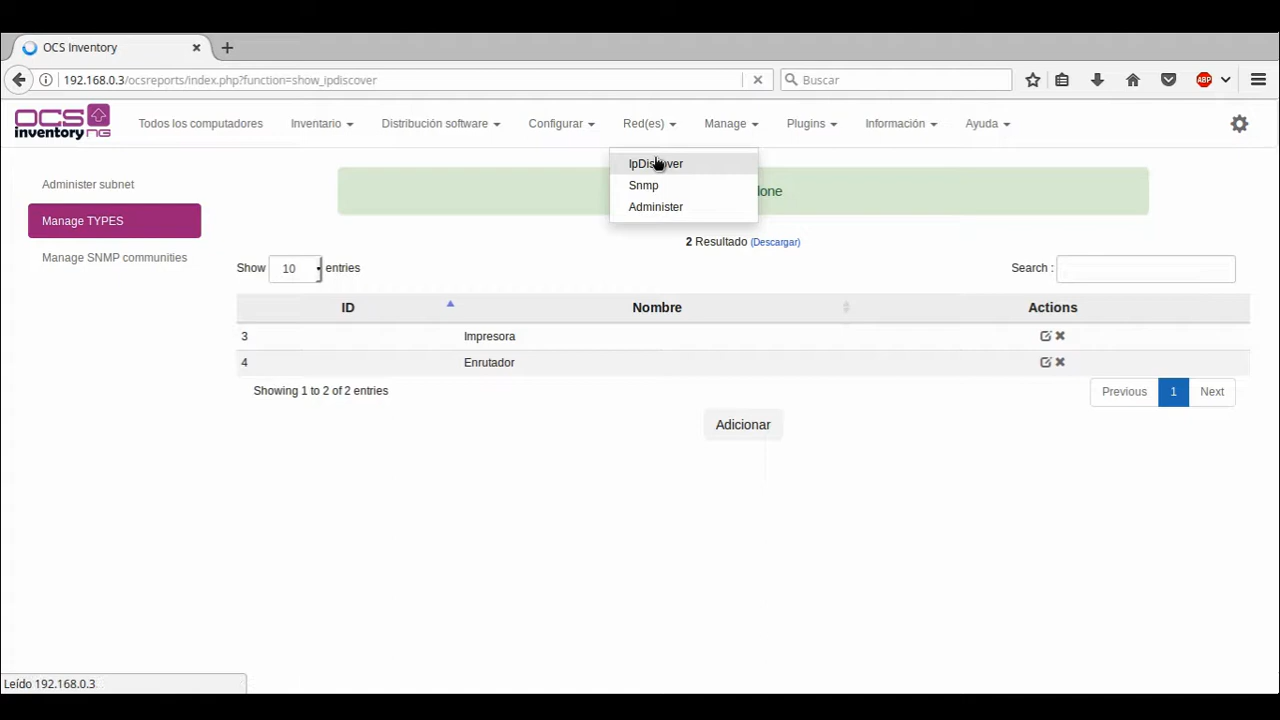 OCS Inventory
192.168.0.3/ocsreports/index.php?function=show_ipdiscover
Buscar
ABP
OCS
inventory NG
Todos los computadores
Inventario
Distribución software
Configurar
Red(es)
Manage
Plugins
Información
Ayuda
IpDiscover
Snmp
Administer
Administer subnet
Manage TYPES
Manage SNMP communities
2 Resultado (Descargar)
Show 10 entries
Search :
ID Nombre Actions
3 Impresora
4 Enrutador
Showing 1 to 2 of 2 entries
Previous 1 Next
Adicionar
Leído 192.168.0.3